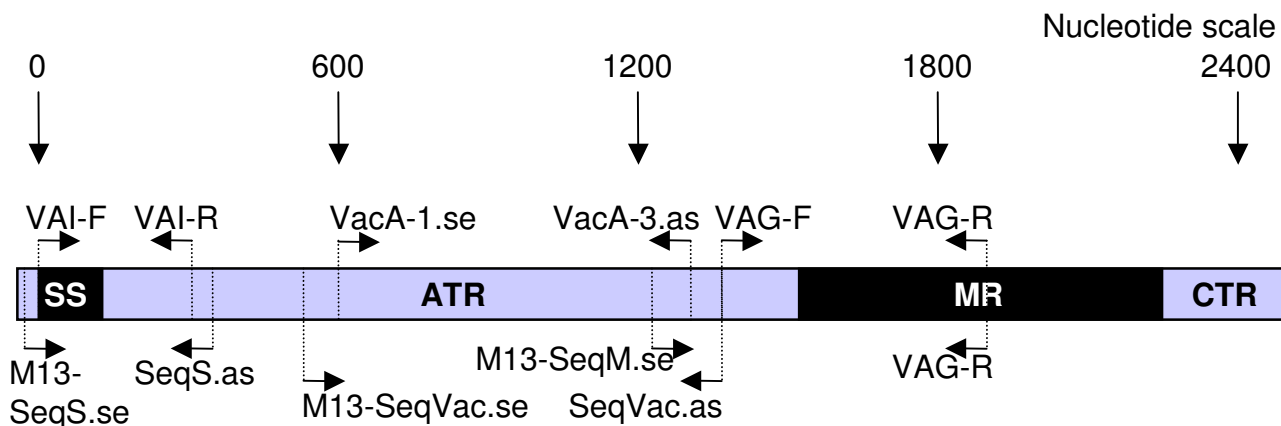 Nucleotide scale
0 600 1200 1800 2400
VAI-F VAI-R VacA-1.se VacA-3.as VAG-F VAG-R
SS ATR MR CTR
M13-
SeqS.se
SeqS.as
M13-SeqVac.se
M13-SeqM.se
SeqVac.as
VAG-R